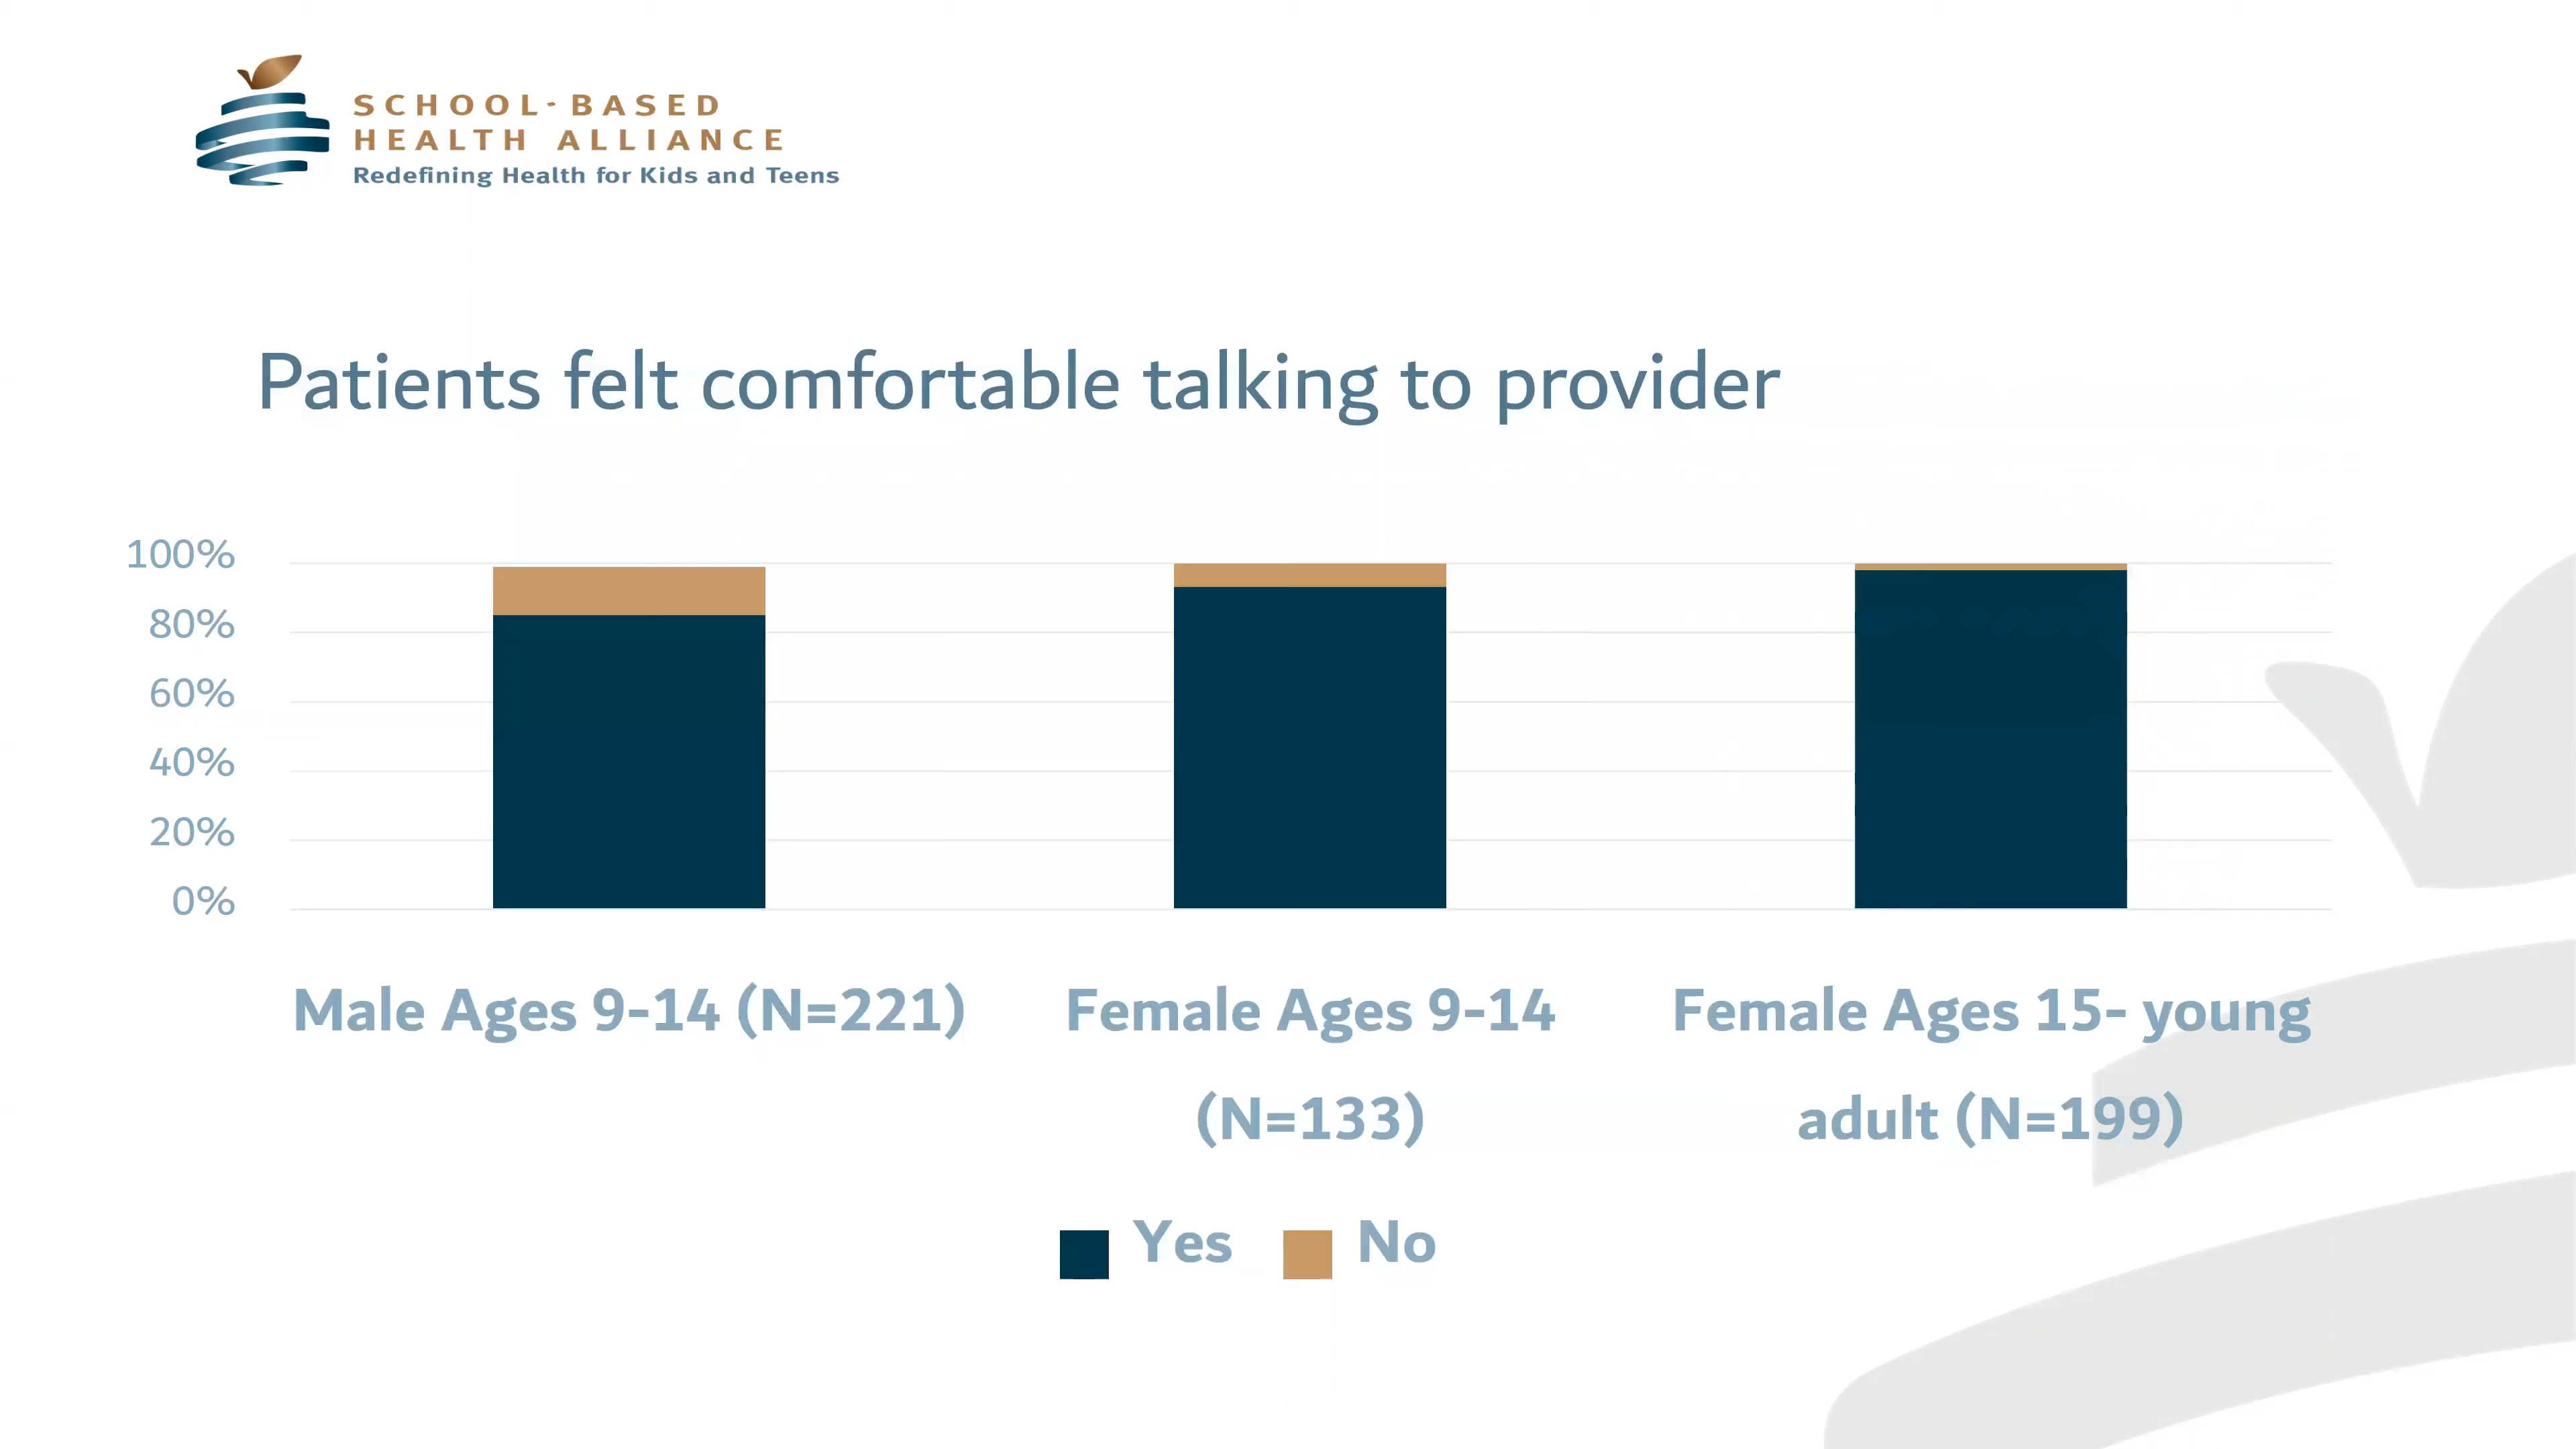 SCHOOL-BASED
HEALTH ALLIANCE
Redefining Health for Kids and Teens
Patients felt comfortable talking to provider
100%
80%
60%
40%
20%
0%
Male Ages 9-14 (N=221)
Female Ages 9-14
(N=133)
Female Ages 15- young
adult (N=199)
Yes
No